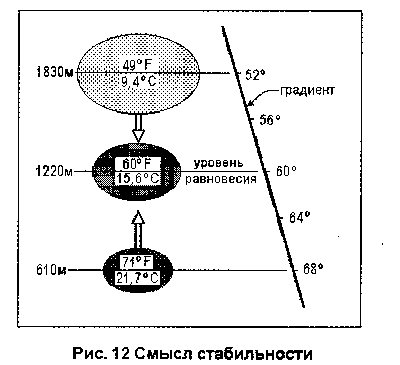 49°F
1830м 9,4°C 52°
градиент
56°
60°F уровень
1220м 15,6°C равновесия 60°
64°
71°F
610м 21,7°C 68°
Рис. 12 Смысл стабильности